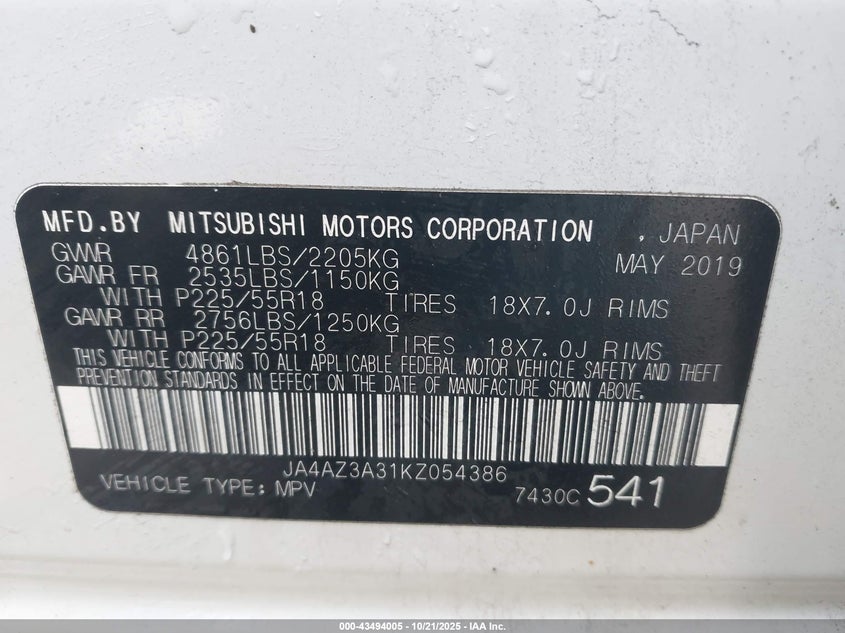 MFD.BY MITSUBISHI MOTORS CORPORATION , JAPAN
GVWR 4861LBS/2205KG MAY 2019
GAWR FR 2535LBS/1150KG
WITH P225/55R18 TIRES 18X7.0J RIMS
GAWR RR 2756LBS/1250KG
WITH P225/55R18 TIRES 18X7.0J RIMS
THIS VEHICLE CONFORMS TO ALL APPLICABLE FEDERAL MOTOR VEHICLE SAFETY AND THEFT
PREVENTION STANDARDS IN EFFECT ON THE DATE OF MANUFACTURE SHOWN ABOVE.
JA4AZ3A31KZ054386
VEHICLE TYPE: MPV 7430C 541
000-43494005 - 10/21/2025 - IAA Inc.